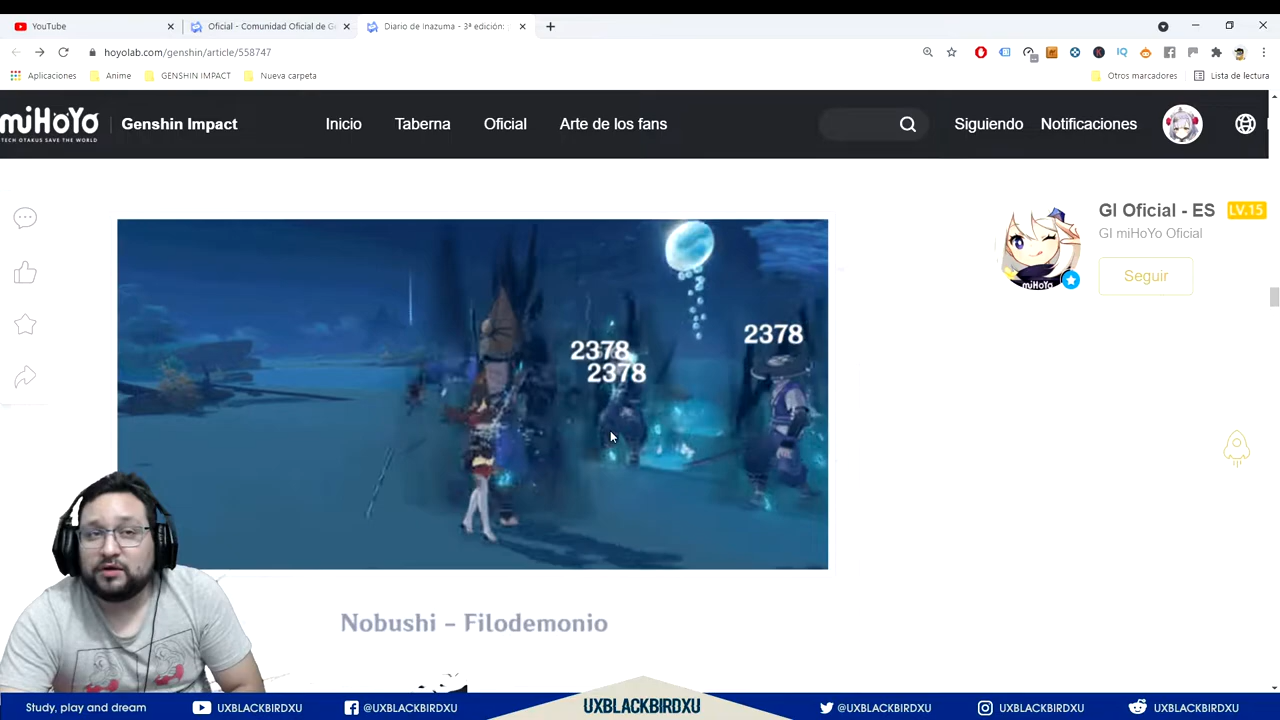 YouTube
Oficial - Comunidad Oficial de Ge
Diario de Inazuma - 3ª edición:
hoyolab.com/genshin/article/558747
Aplicaciones
Anime
GENSHIN IMPACT
Nueva carpeta
Otros marcadores
Lista de lectura
miHoYo
TECH OTAKUS SAVE THE WORLD
Genshin Impact
Inicio
Taberna
Oficial
Arte de los fans
Siguiendo
Notificaciones
GI Oficial - ES
LV.15
GI miHoYo Oficial
miHoYo
Seguir
2378
2378
2378
Nobushi – Filodemonio
Study, play and dream
UXBLACKBIRDXU
@UXBLACKBIRDXU
UXBLACKBIRDXU
@UXBLACKBIRDXU
UXBLACKBIRDXU
UXBLACKBIRDXU